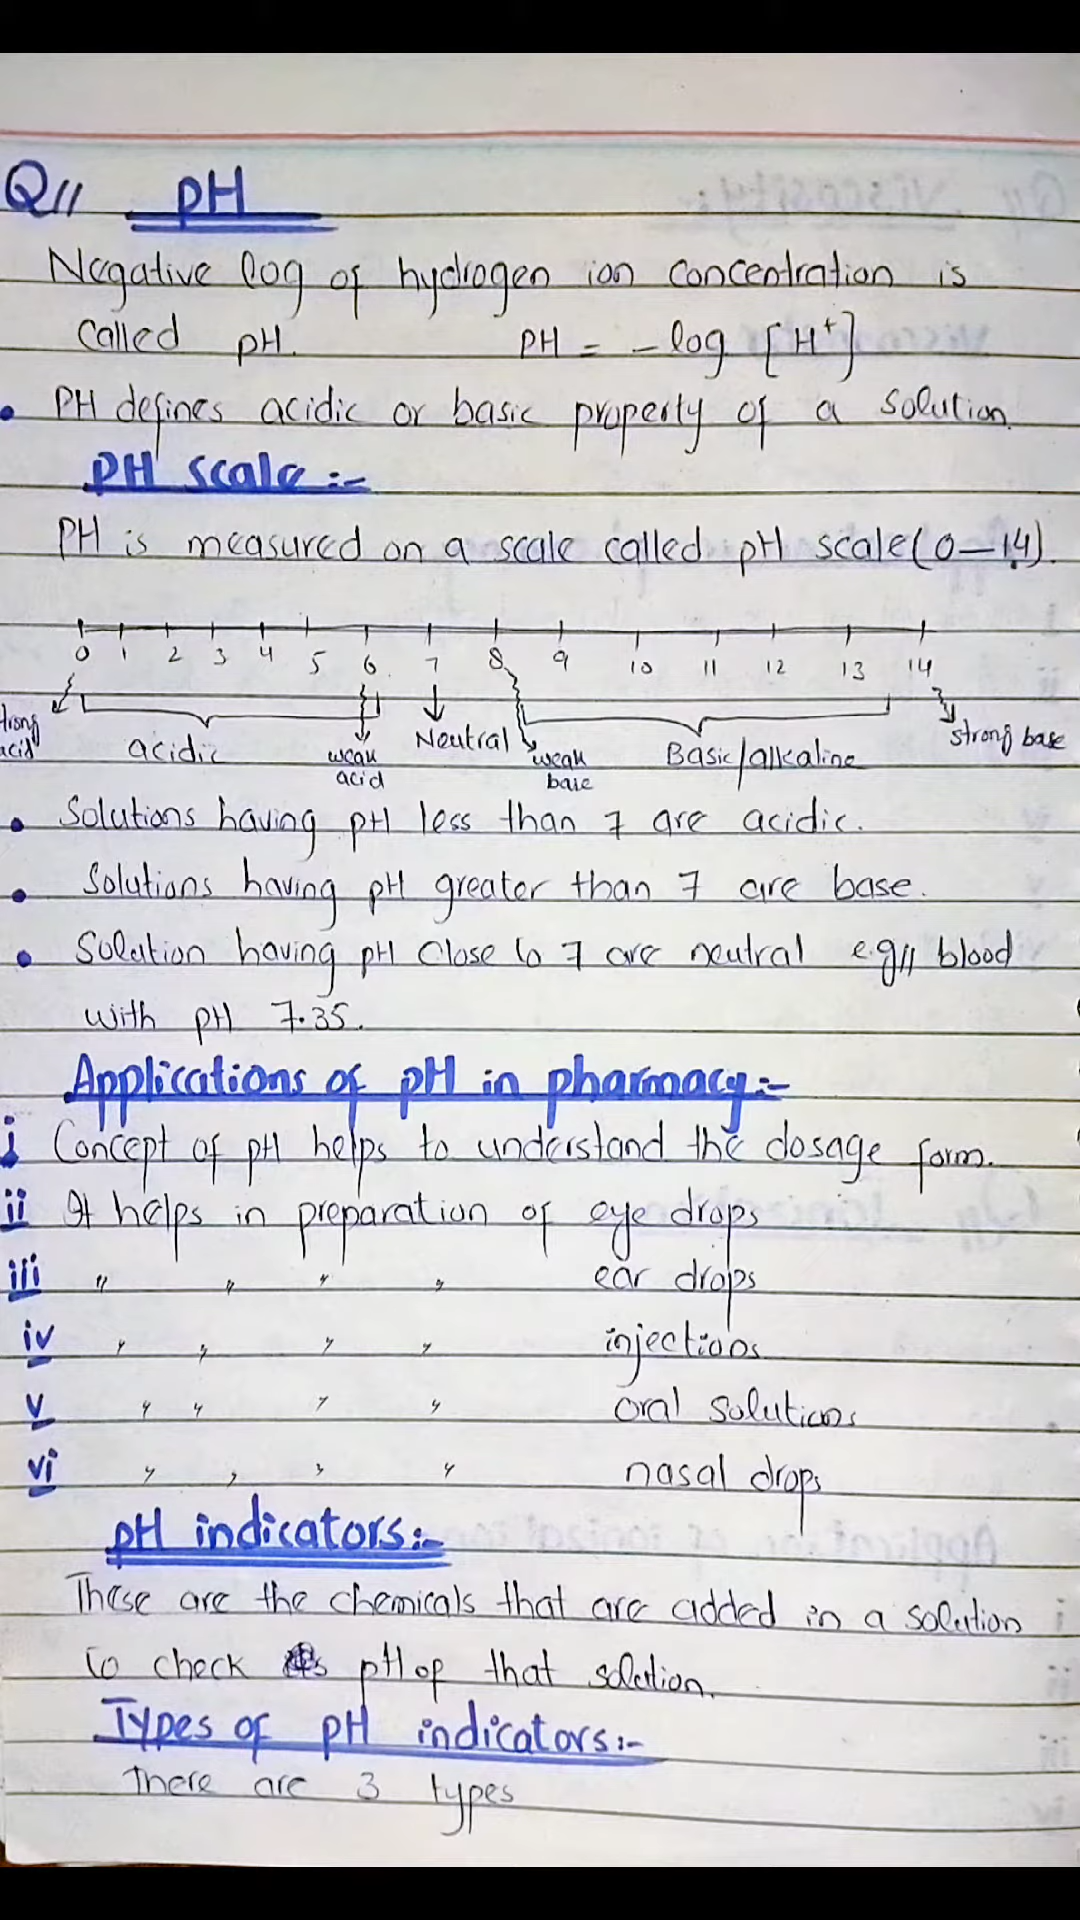 Q// pH
Negative log of hydrogen ion concentration is
called pH. PH = - log [H+]
• PH defines acidic or basic property of a solution.
PH scale :-
PH is measured on a scale called pH scale (0-14).
0 1 2 3 4 5 6 7 8 9 10 11 12 13 14
trong acid acidic weak acid Neutral weak base Basic/alkaline strong base
• Solutions having pH less than 7 are acidic.
• Solutions having pH greater than 7 are base.
• Solution having pH close to 7 are neutral e.g// blood
with pH 7.35.
Applications of pH in pharmacy:-
i Concept of pH helps to understand the dosage form.
ii It helps in preparation of eye drops
iii " " " " ear drops
iv " " " " injections
v " " " " oral solutions
vi " " " " nasal drops
pH indicators:-
These are the chemicals that are added in a solution
to check pH of that solution.
Types of pH indicators:-
There are 3 types